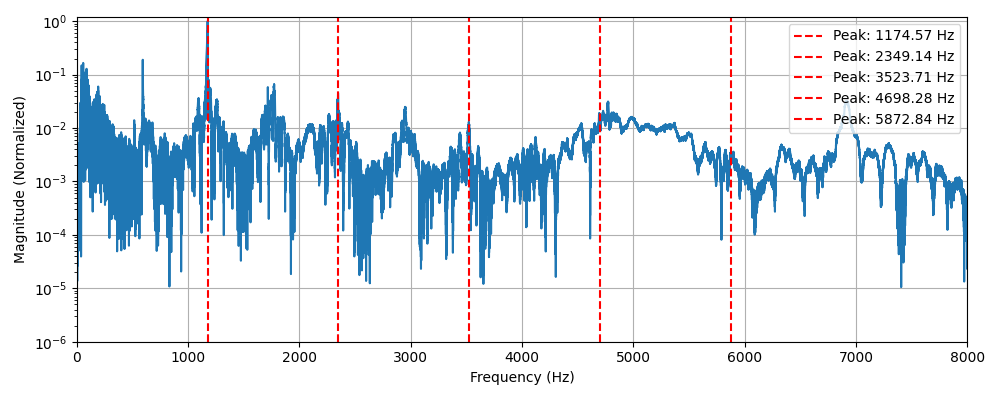 Magnitude (Normalized)
10⁰
10⁻¹
10⁻²
10⁻³
10⁻⁴
10⁻⁵
10⁻⁶
Peak: 1174.57 Hz
Peak: 2349.14 Hz
Peak: 3523.71 Hz
Peak: 4698.28 Hz
Peak: 5872.84 Hz
0 1000 2000 3000 4000 5000 6000 7000 8000
Frequency (Hz)